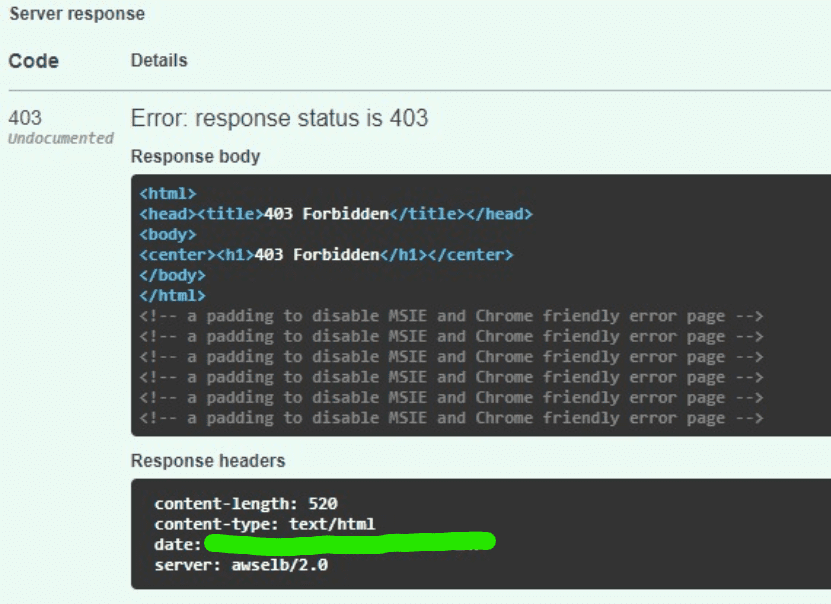 Server response
Code Details
403 Error: response status is 403
Undocumented
Response body
<html>
<head><title>403 Forbidden</title></head>
<body>
<center><h1>403 Forbidden</h1></center>
</body>
</html>
<!-- a padding to disable MSIE and Chrome friendly error page -->
<!-- a padding to disable MSIE and Chrome friendly error page -->
<!-- a padding to disable MSIE and Chrome friendly error page -->
<!-- a padding to disable MSIE and Chrome friendly error page -->
<!-- a padding to disable MSIE and Chrome friendly error page -->
<!-- a padding to disable MSIE and Chrome friendly error page -->
Response headers
content-length: 520
content-type: text/html
date:
server: awselb/2.0